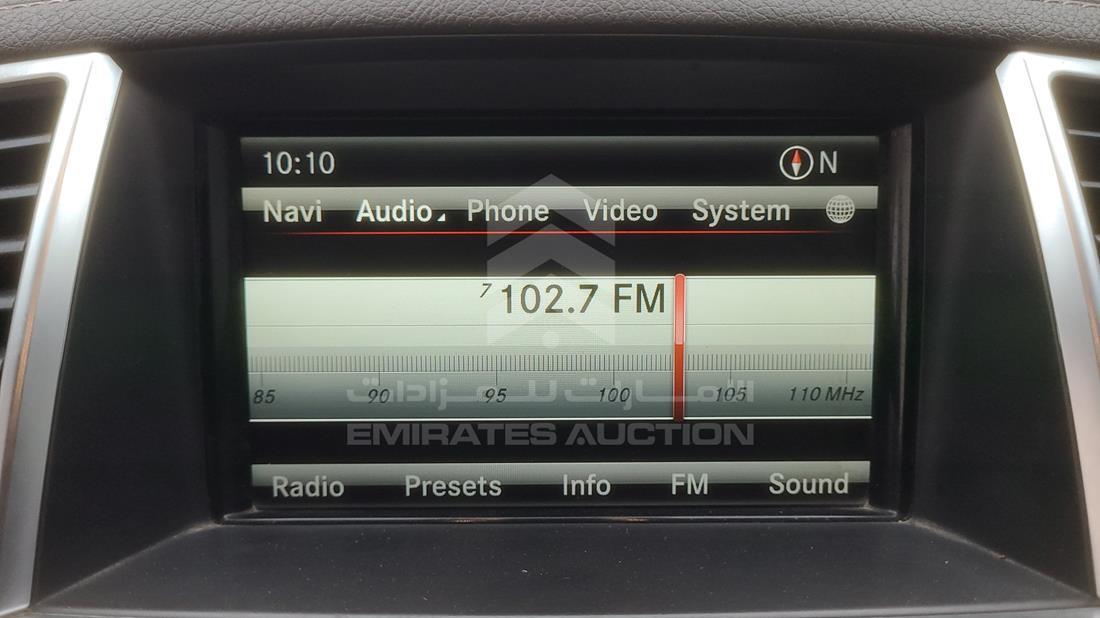 10:10 N
Navi Audio Phone Video System
7 102.7 FM
85 90 95 100 105 110 MHz
الامارات للمزادات
EMIRATES AUCTION
Radio Presets Info FM Sound